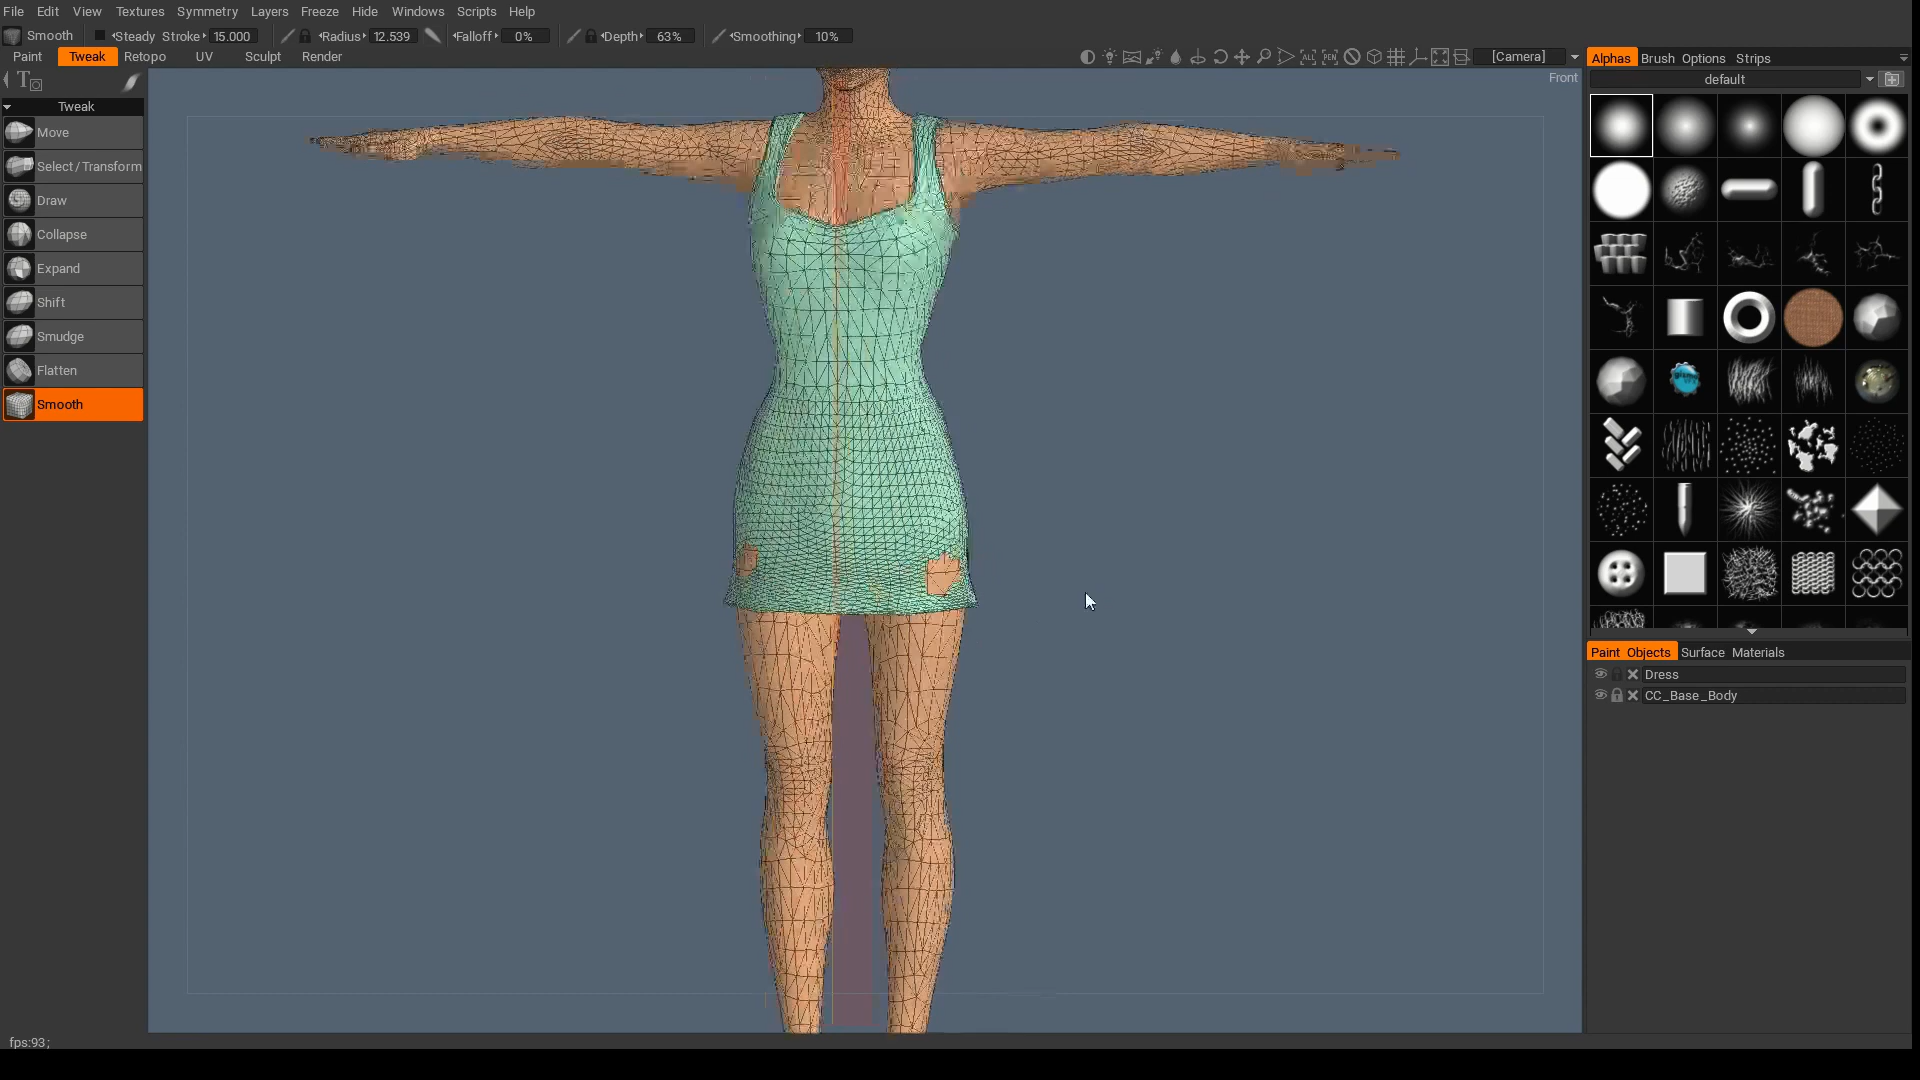 File Edit View Textures Symmetry Layers Freeze Hide Windows Scripts Help
Smooth Steady Stroke 15.000 Radius 12.539 Falloff 0% Depth 63% Smoothing 10%
Paint Tweak Retopo UV Sculpt Render ALL PEN [Camera]
Front
Tweak
Move
Select/Transform
Draw
Collapse
Expand
Shift
Smudge
Flatten
Smooth
Alphas Brush Options Strips
default
Paint Objects Surface Materials
Dress
CC_Base_Body
fps:93;